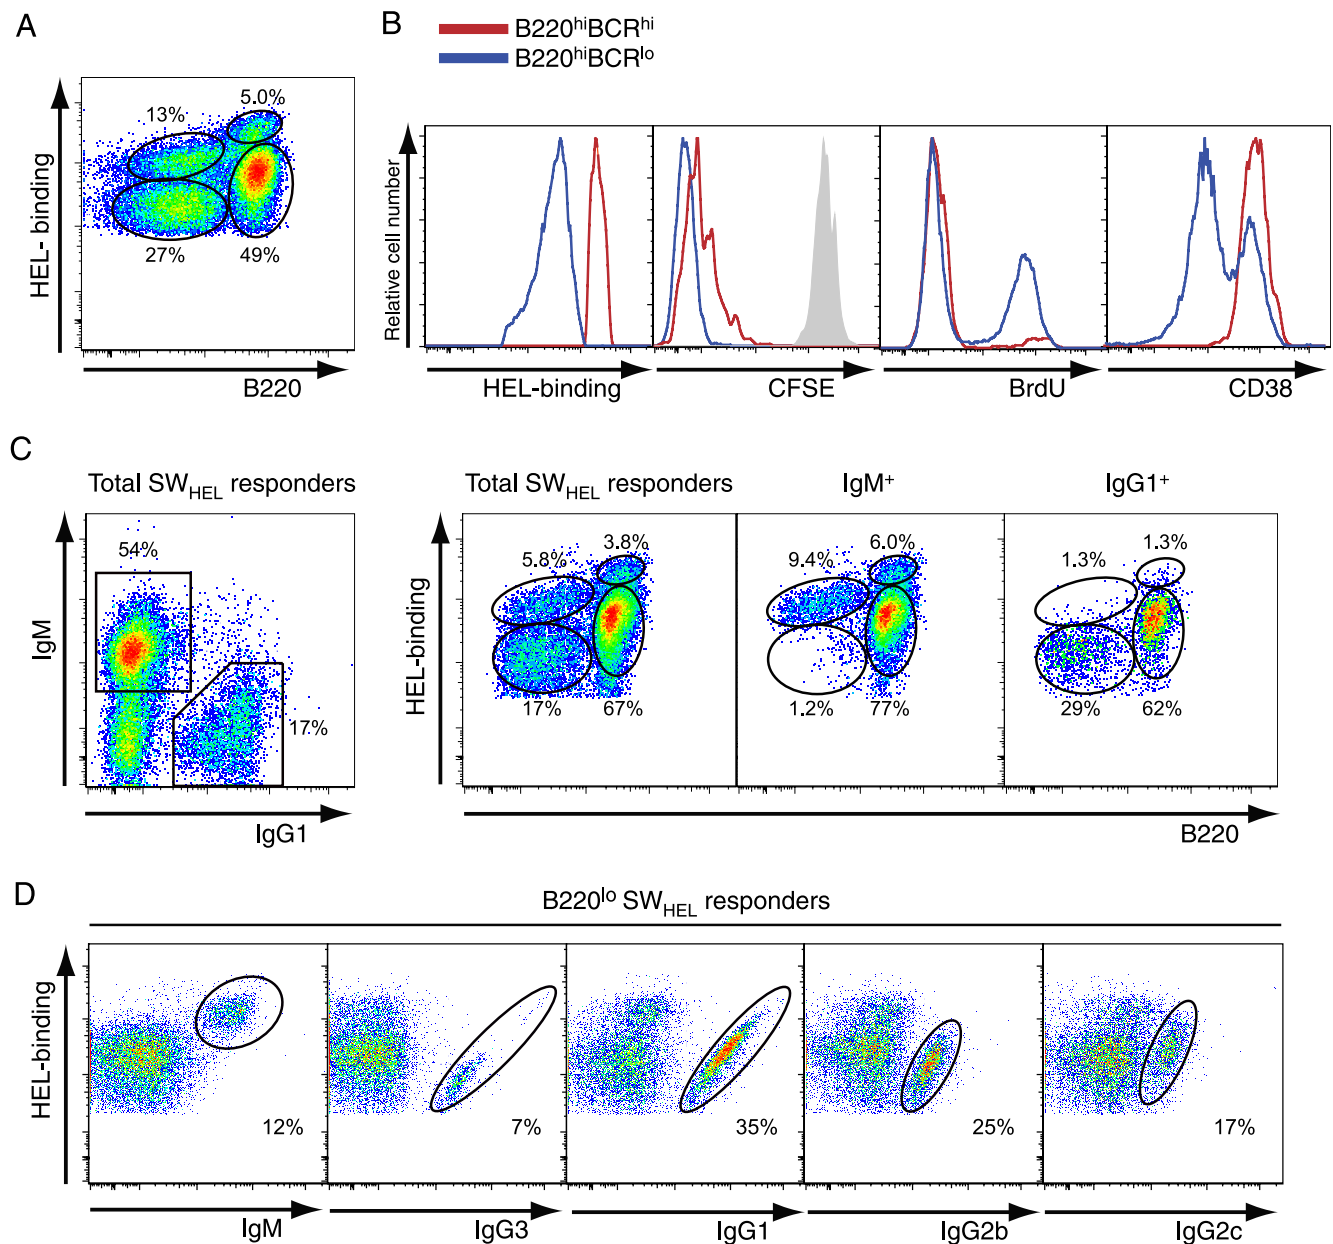 A
HEL- binding
13%
5.0%
27%
49%
B220
B
B220hiBCRhi
B220hiBCRlo
Relative cell number
HEL-binding
CFSE
BrdU
CD38
C
Total SWHEL responders
IgM
54%
17%
IgG1
Total SWHEL responders
IgM+
IgG1+
HEL-binding
5.8%
3.8%
17%
67%
9.4%
6.0%
1.2%
77%
1.3%
1.3%
29%
62%
B220
D
B220lo SWHEL responders
HEL-binding
12%
7%
35%
25%
17%
IgM
IgG3
IgG1
IgG2b
IgG2c